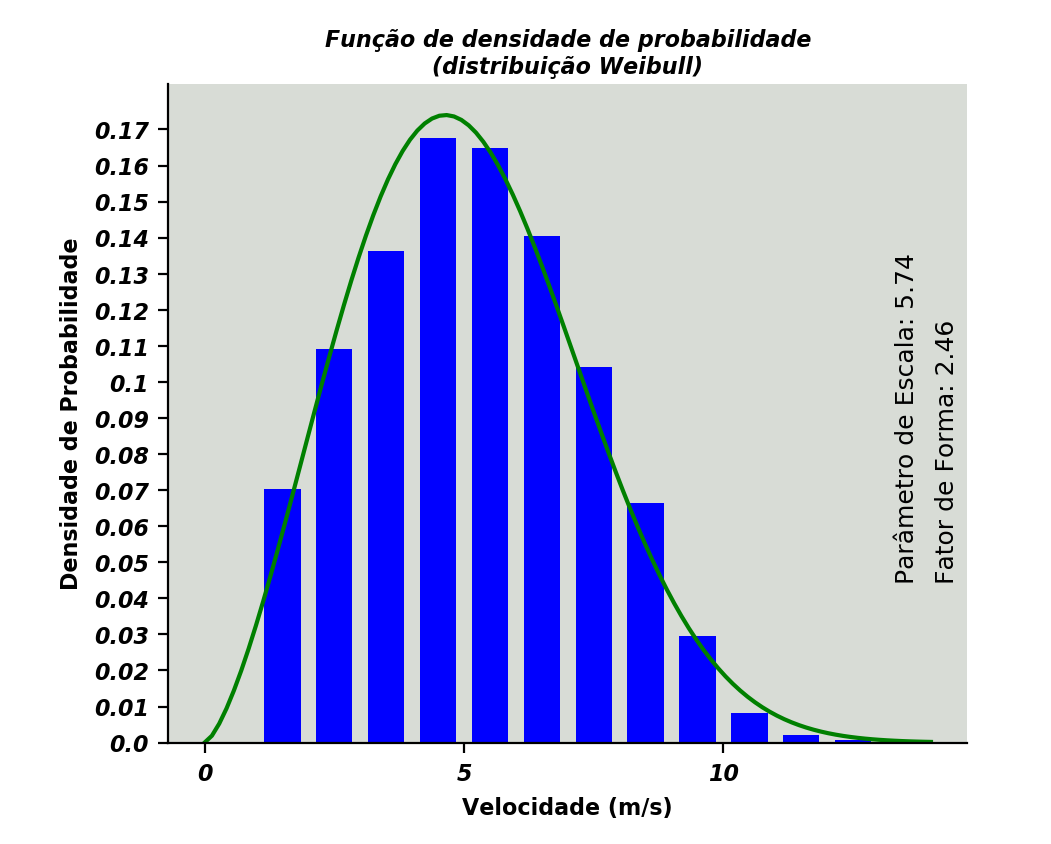 Função de densidade de probabilidade
(distribuição Weibull)
Densidade de Probabilidade
0.17
0.16
0.15
0.14
0.13
0.12
0.11
0.1
0.09
0.08
0.07
0.06
0.05
0.04
0.03
0.02
0.01
0.0
Parâmetro de Escala: 5.74
Fator de Forma: 2.46
0 5 10
Velocidade (m/s)